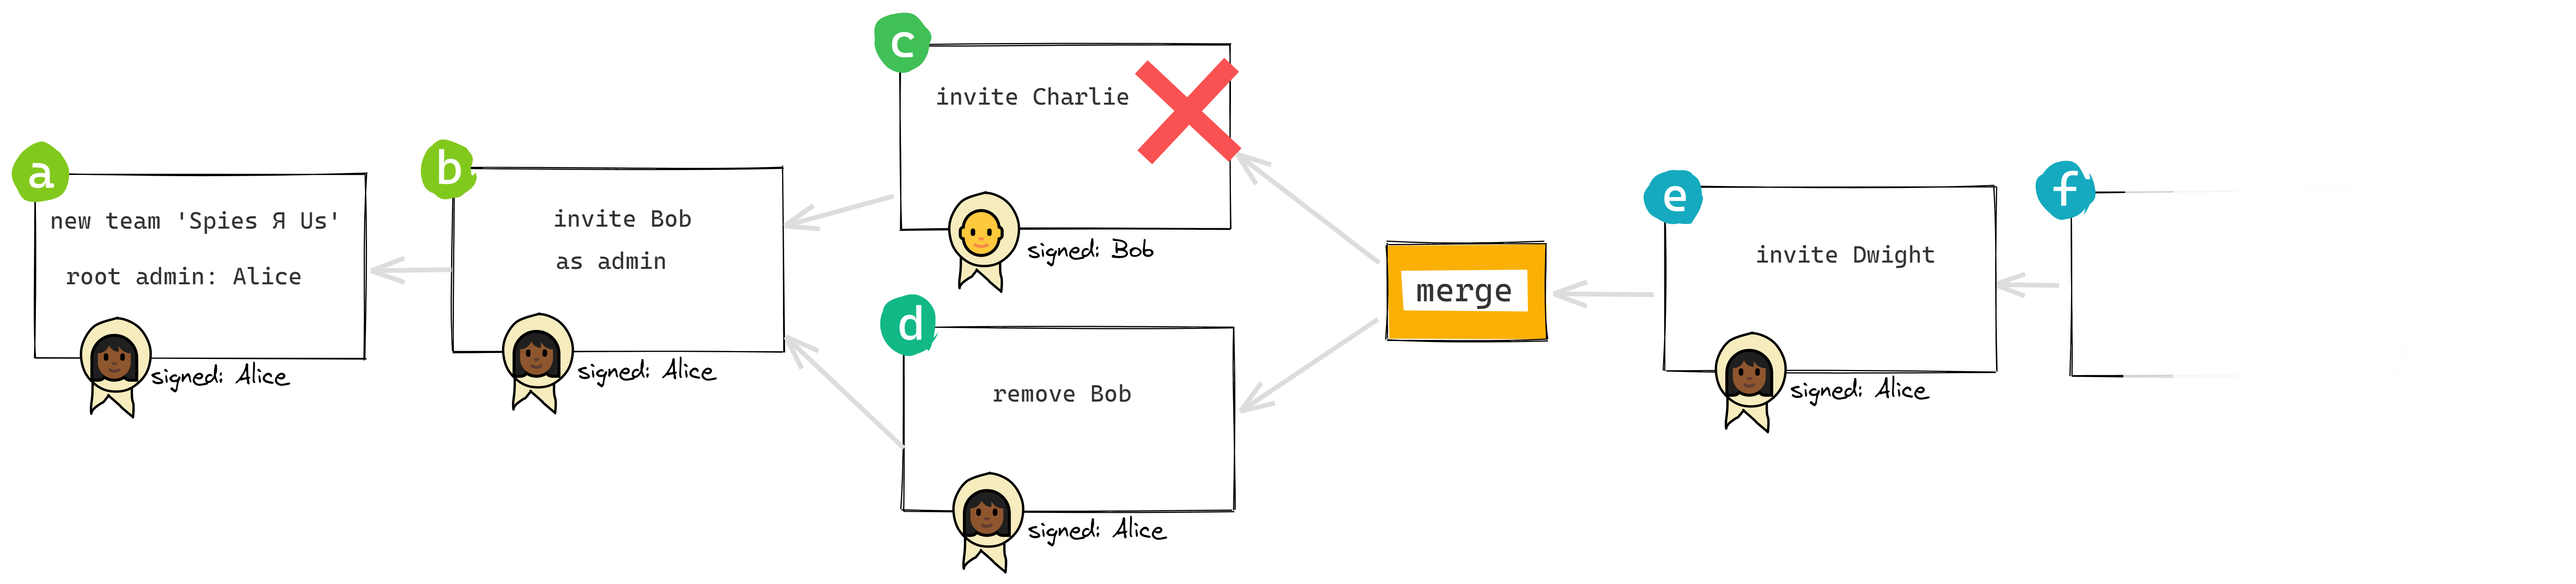 a
new team 'Spies Я Us'
root admin: Alice
signed: Alice
b
invite Bob
as admin
signed: Alice
c
invite Charlie
signed: Bob
d
remove Bob
signed: Alice
merge
e
invite Dwight
signed: Alice
f